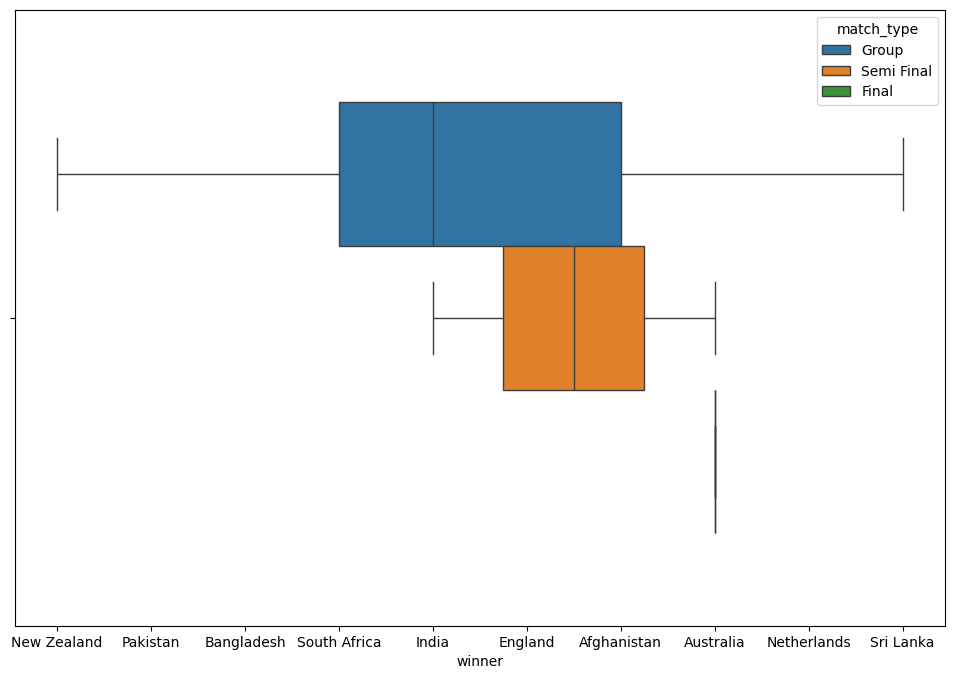 match_type
Group
Semi Final
Final
New Zealand Pakistan Bangladesh South Africa India England Afghanistan Australia Netherlands Sri Lanka
winner